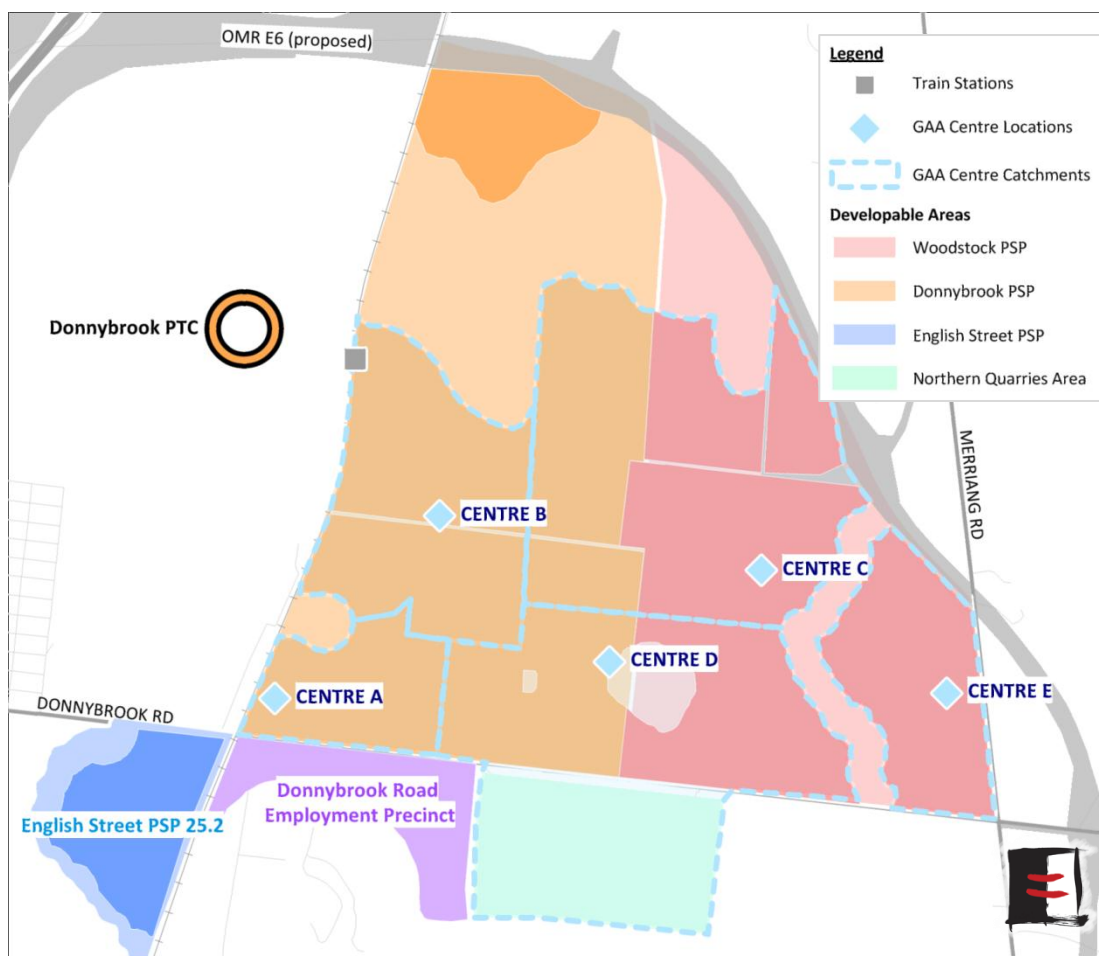 OMR E6 (proposed)
Legend
Train Stations
GAA Centre Locations
GAA Centre Catchments
Developable Areas
Woodstock PSP
Donnybrook PSP
English Street PSP
Northern Quarries Area
Donnybrook PTC
MERRIANG RD
CENTRE B
CENTRE C
CENTRE D
CENTRE A
CENTRE E
DONNYBROOK RD
Donnybrook Road
Employment Precinct
English Street PSP 25.2